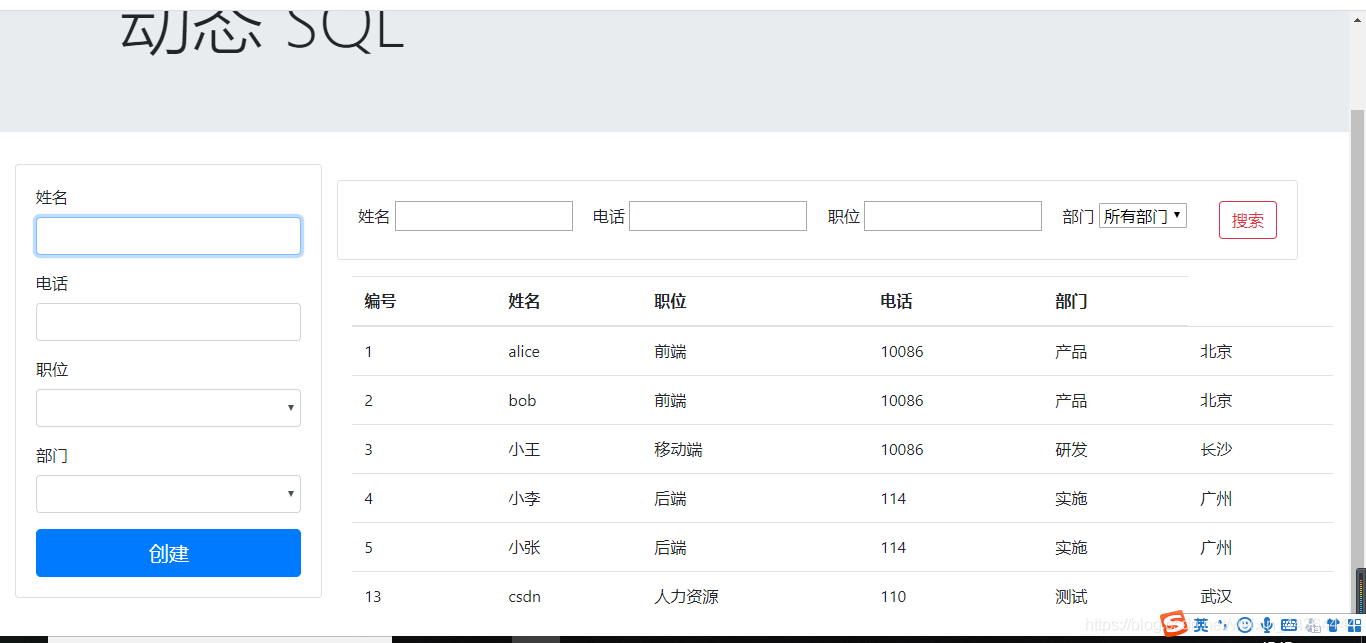 动态 SQL
姓名
电话
职位
部门
创建
姓名 电话 职位 部门 所有部门 搜索
编号 姓名 职位 电话 部门
1 alice 前端 10086 产品 北京
2 bob 前端 10086 产品 北京
3 小王 移动端 10086 研发 长沙
4 小李 后端 114 实施 广州
5 小张 后端 114 实施 广州
13 csdn 人力资源 110 测试 武汉
英